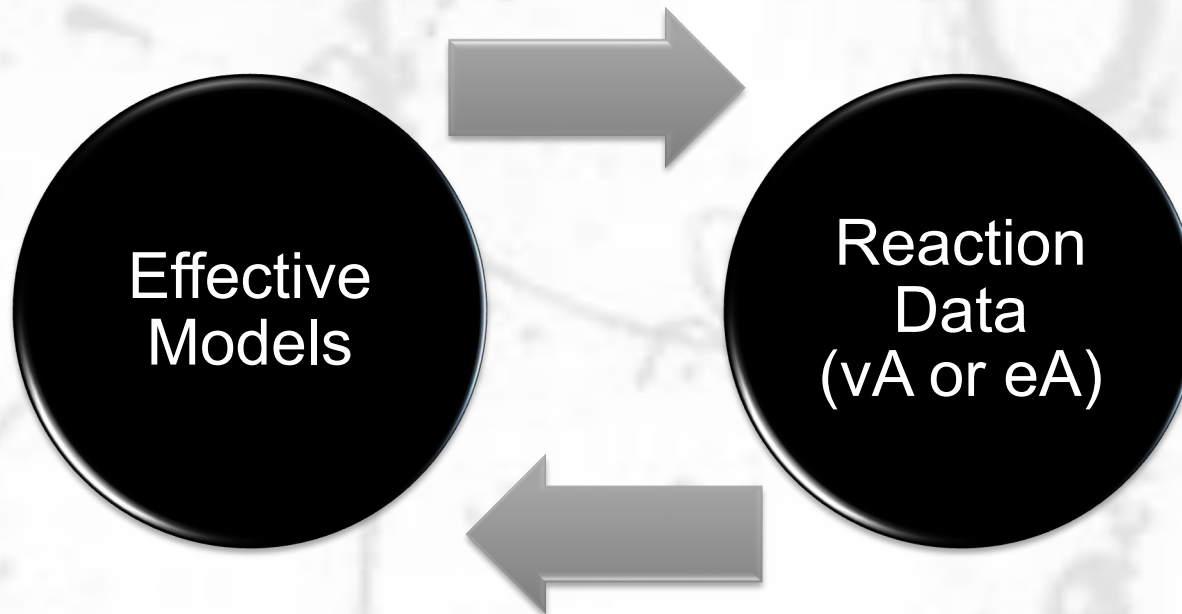 Effective
Models
Reaction
Data
(vA or eA)